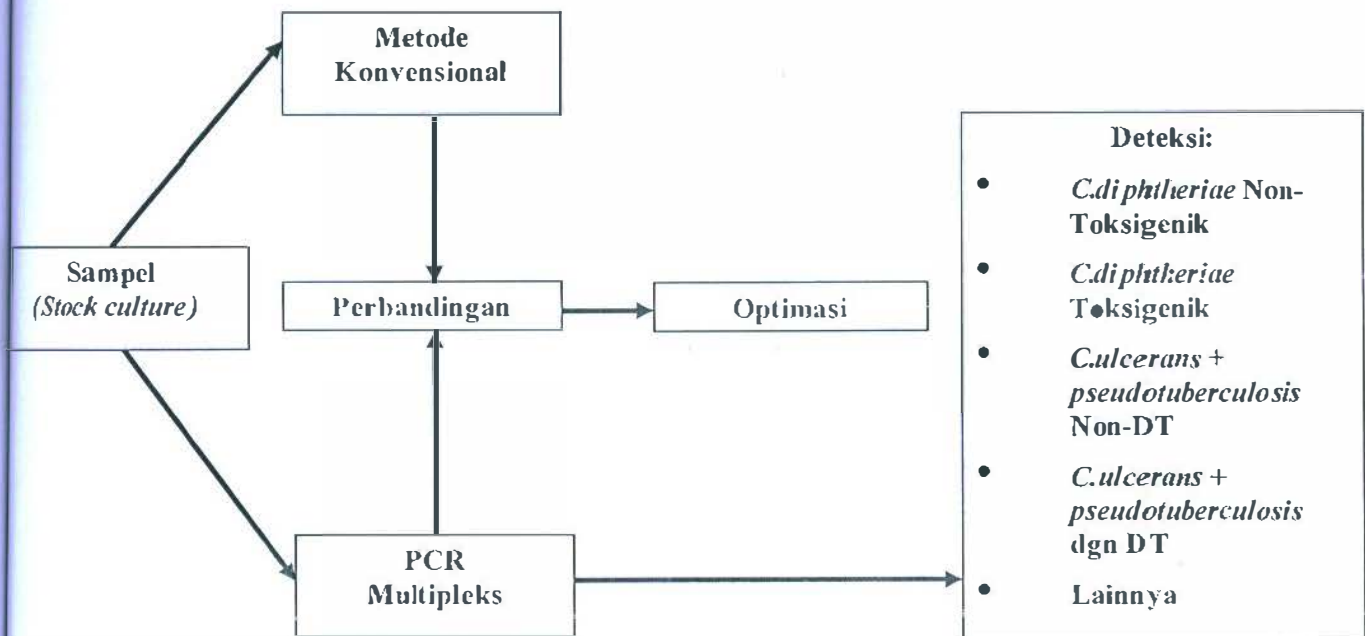 Metode
Konvensional
Sampel
(Stock culture)
Perbandingan
Optimasi
PCR
Multipleks
Deteksi:
• C.diphtheriae Non-
Toksigenik
• C.diphtheriae
Toksigenik
• C.ulcerans +
pseudotuberculosis
Non-DT
• C.ulcerans +
pseudotuberculosis
dgn DT
• Lainnya